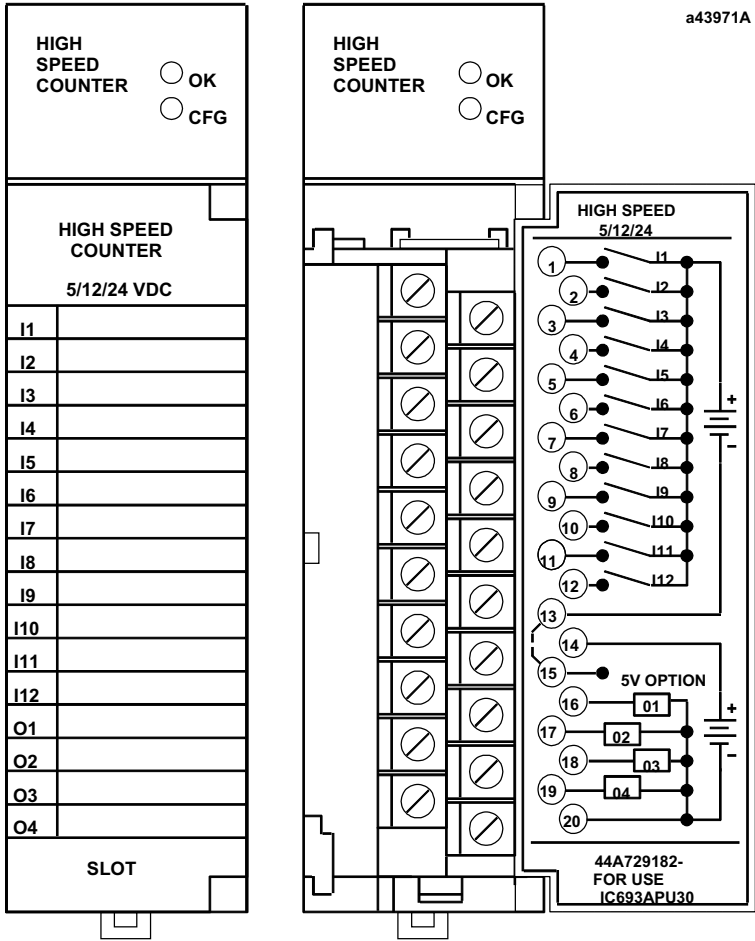 a43971A
HIGH
SPEED
COUNTER
OK
CFG
HIGH SPEED
COUNTER
5/12/24 VDC
I1
I2
I3
I4
I5
I6
I7
I8
I9
I10
I11
I12
O1
O2
O3
O4
SLOT
HIGH
SPEED
COUNTER
OK
CFG
HIGH SPEED
5/12/24
1 I1
2 I2
3 I3
4 I4
5 I5
6 I6
+
7 I7
-
8 I8
9 I9
10 I10
11 I11
12 I12
13
14
15 5V OPTION
16 01
+
17 02
-
18 03
19 04
20
44A729182-
FOR USE
IC693APU30